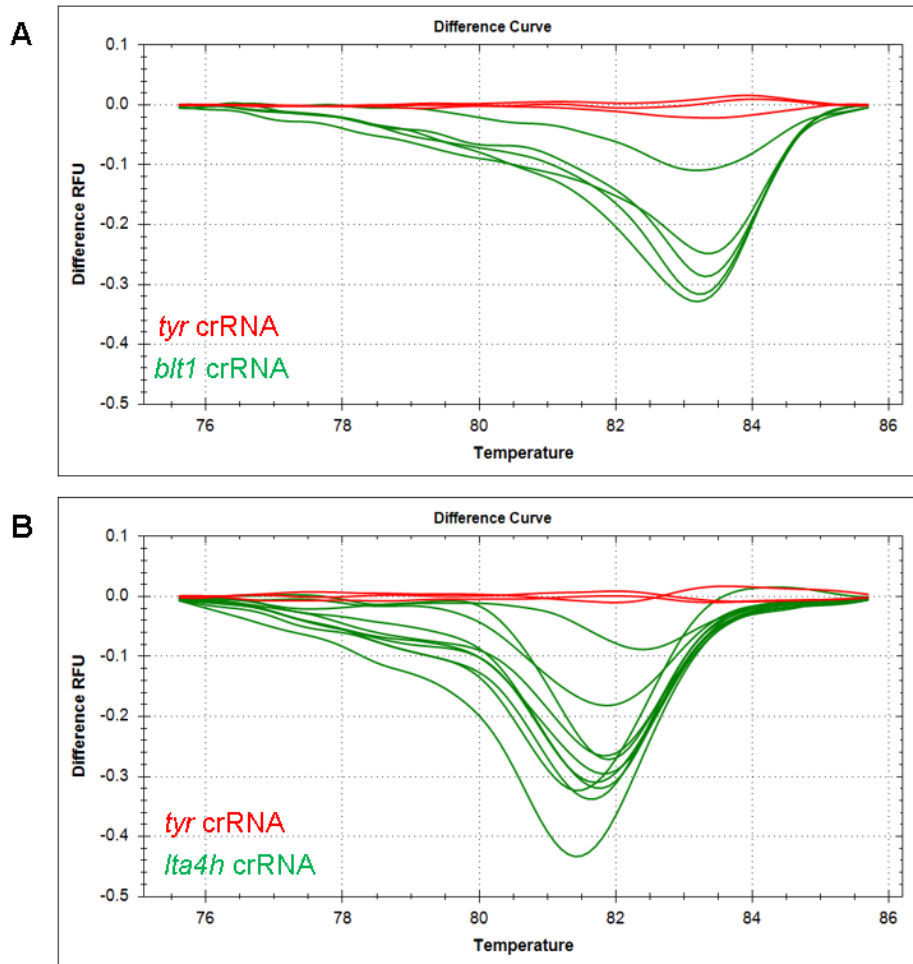 A
Difference Curve
0.1
0.0
-0.1
-0.2
-0.3
-0.4
-0.5
Difference RFU
tyr crRNA
blt1 crRNA
76 78 80 82 84 86
Temperature
B
Difference Curve
0.1
0.0
-0.1
-0.2
-0.3
-0.4
-0.5
Difference RFU
tyr crRNA
lta4h crRNA
76 78 80 82 84 86
Temperature